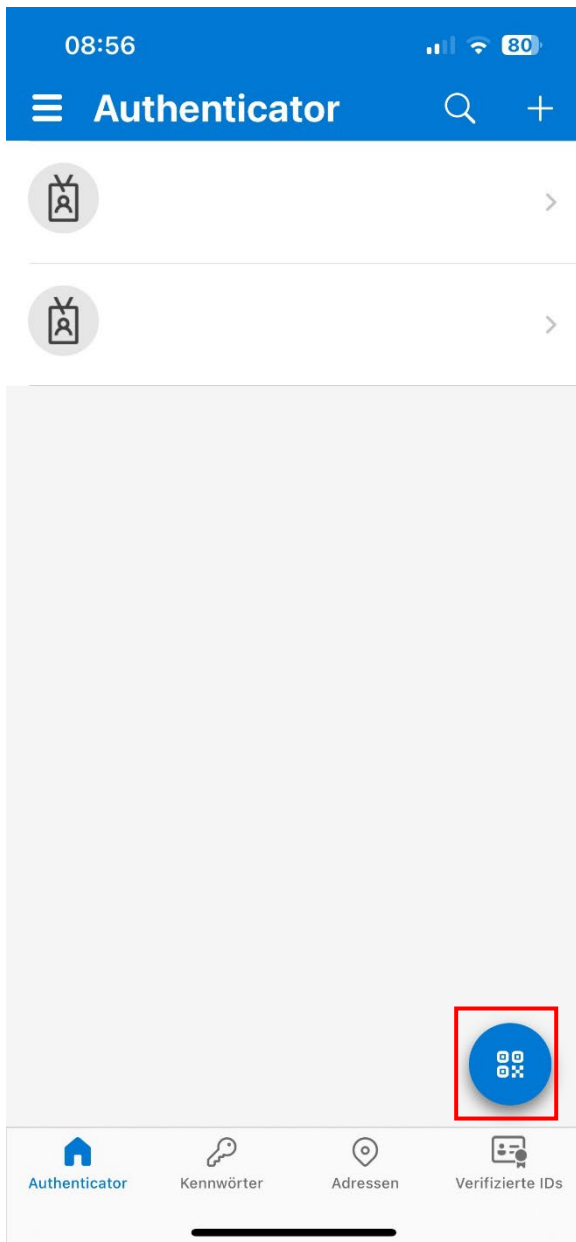 08:56
80
Authenticator
Authenticator
Kennwörter
Adressen
Verifizierte IDs